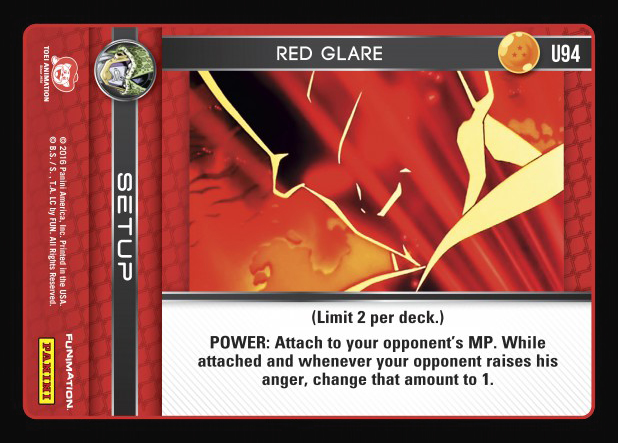 RED GLARE
U94
SETUP
(Limit 2 per deck.)
POWER: Attach to your opponent's MP. While
attached and whenever your opponent raises his
anger, change that amount to 1.
TOEI ANIMATION
© 2016 Panini America, Inc. Printed in the USA.
© B.S./ S., T.A. LC by FUN. All Rights Reserved.
FUNIMATION
PANINI